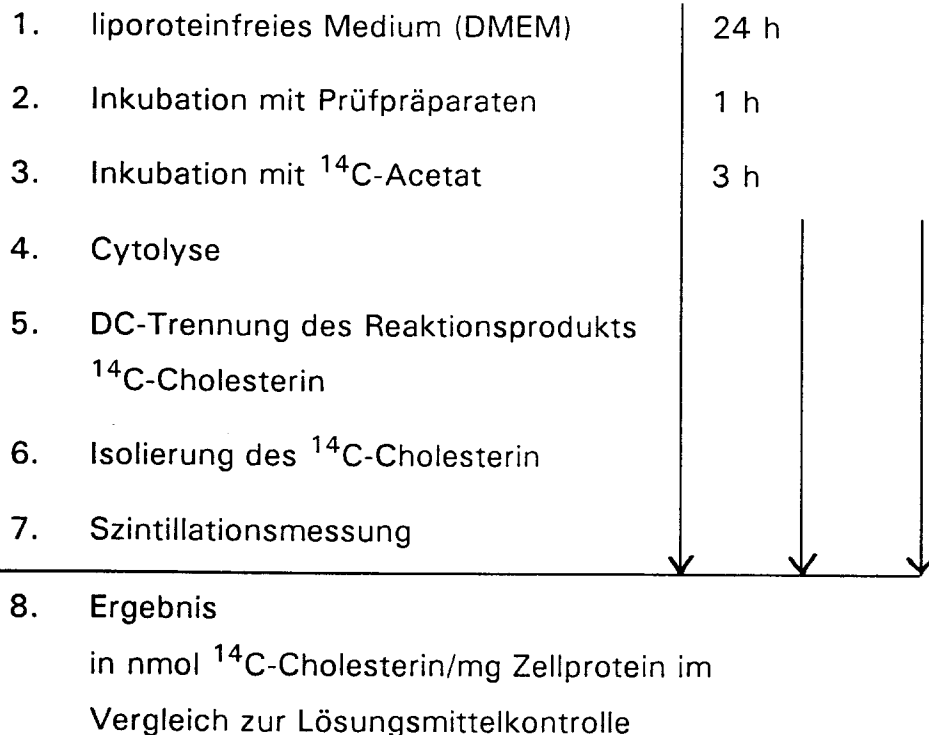 1. liporoteinfreies Medium (DMEM) 24 h
2. Inkubation mit Prüfpräparaten 1 h
3. Inkubation mit ¹⁴C-Acetat 3 h
4. Cytolyse
5. DC-Trennung des Reaktionsprodukts
¹⁴C-Cholesterin
6. Isolierung des ¹⁴C-Cholesterin
7. Szintillationsmessung
8. Ergebnis
in nmol ¹⁴C-Cholesterin/mg Zellprotein im
Vergleich zur Lösungsmittelkontrolle